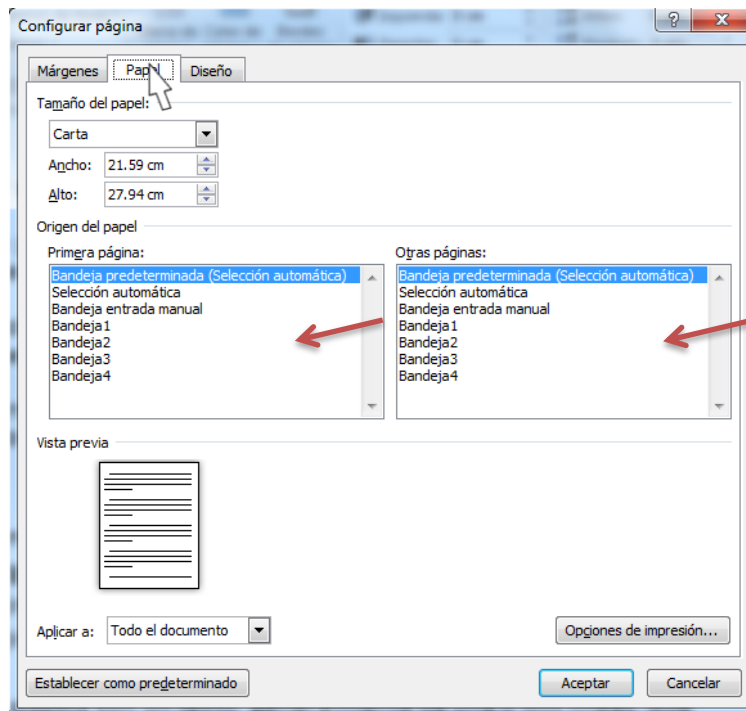 Configurar página
Márgenes Papel Diseño
Tamaño del papel:
Carta
Ancho: 21.59 cm
Alto: 27.94 cm
Origen del papel
Primera página:
Bandeja predeterminada (Selección automática)
Selección automática
Bandeja entrada manual
Bandeja1
Bandeja2
Bandeja3
Bandeja4
Otras páginas:
Bandeja predeterminada (Selección automática)
Selección automática
Bandeja entrada manual
Bandeja1
Bandeja2
Bandeja3
Bandeja4
Vista previa
Aplicar a: Todo el documento
Opciones de impresión...
Establecer como predeterminado
Aceptar
Cancelar